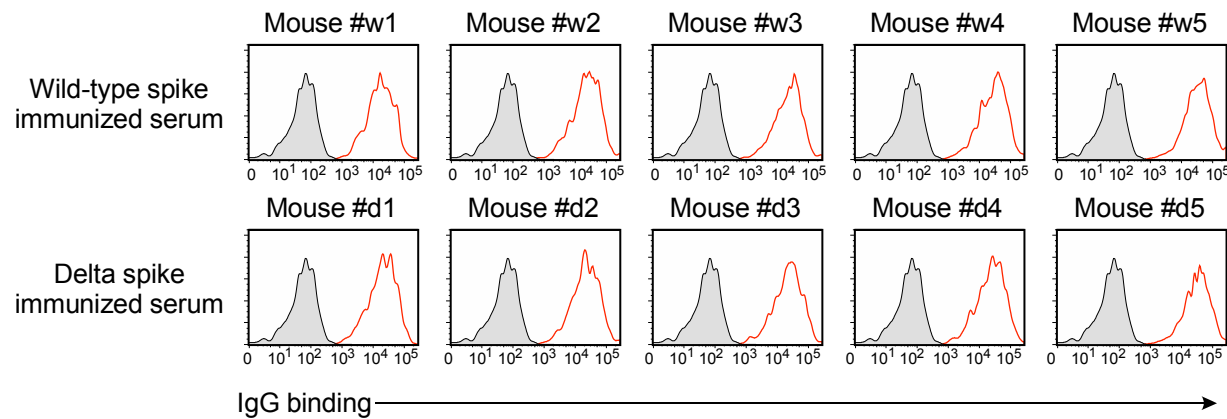 Mouse #w1 Mouse #w2 Mouse #w3 Mouse #w4 Mouse #w5
Wild-type spike
immunized serum
0 10¹ 10² 10³ 10⁴ 10⁵ 0 10¹ 10² 10³ 10⁴ 10⁵ 0 10¹ 10² 10³ 10⁴ 10⁵ 0 10¹ 10² 10³ 10⁴ 10⁵ 0 10¹ 10² 10³ 10⁴ 10⁵
Mouse #d1 Mouse #d2 Mouse #d3 Mouse #d4 Mouse #d5
Delta spike
immunized serum
0 10¹ 10² 10³ 10⁴ 10⁵ 0 10¹ 10² 10³ 10⁴ 10⁵ 0 10¹ 10² 10³ 10⁴ 10⁵ 0 10¹ 10² 10³ 10⁴ 10⁵ 0 10¹ 10² 10³ 10⁴ 10⁵
IgG binding